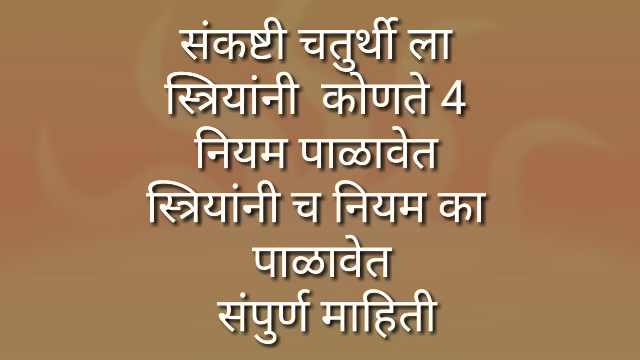 संकष्टी चतुर्थी ला
स्त्रियांनी कोणते 4
नियम पाळावेत
स्त्रियांनी च नियम का
पाळावेत
संपुर्ण माहिती